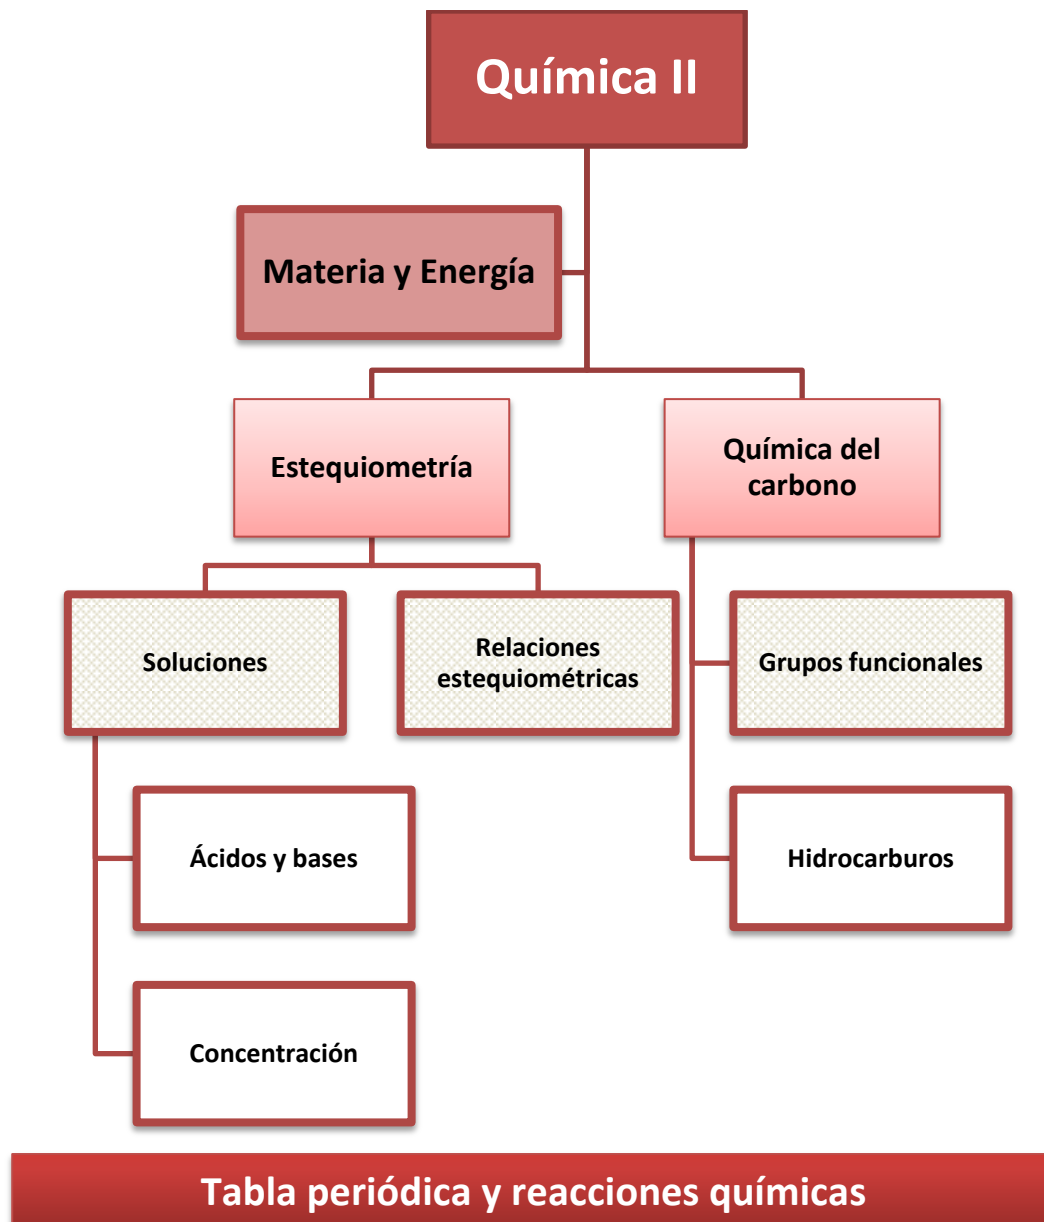 Química II
Materia y Energía
Estequiometría
Química del
carbono
Soluciones
Relaciones
estequiométricas
Grupos funcionales
Ácidos y bases
Hidrocarburos
Concentración
Tabla periódica y reacciones químicas